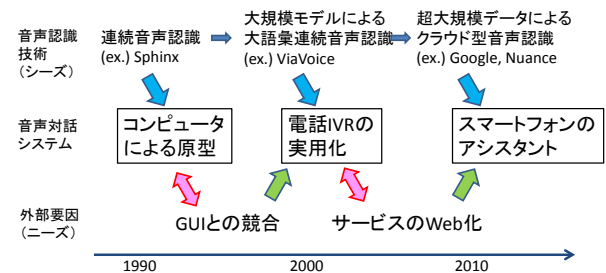 音声認識
技術
（シーズ）
連続音声認識
(ex.) Sphinx
大規模モデルによる
大語彙連続音声認識
(ex.) ViaVoice
超大規模データによる
クラウド型音声認識
(ex.) Google, Nuance
音声対話
システム
コンピュータ
による原型
電話IVRの
実用化
スマートフォンの
アシスタント
外部要因
（ニーズ）
GUIとの競合
サービスのWeb化
1990
2000
2010